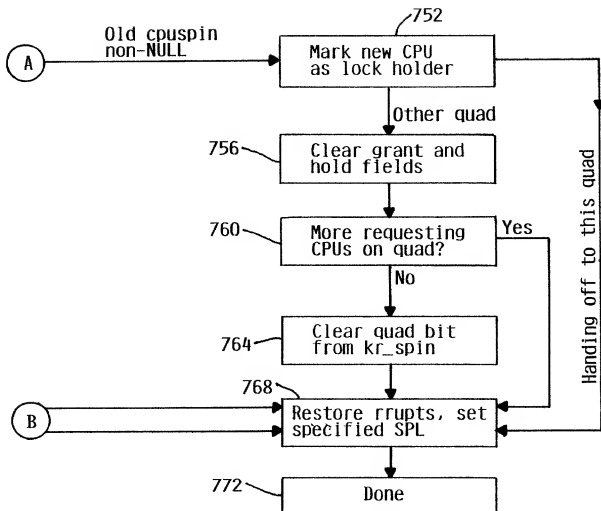 752
Old cpuspin
non-NULL
A
Mark new CPU
as lock holder
Other quad
756
Clear grant and
hold fields
760
More requesting
CPUs on quad?
Yes
No
Handing off to this quad
764
Clear quad bit
from kr_spin
768
B
Restore rrupts, set
specified SPL
772
Done